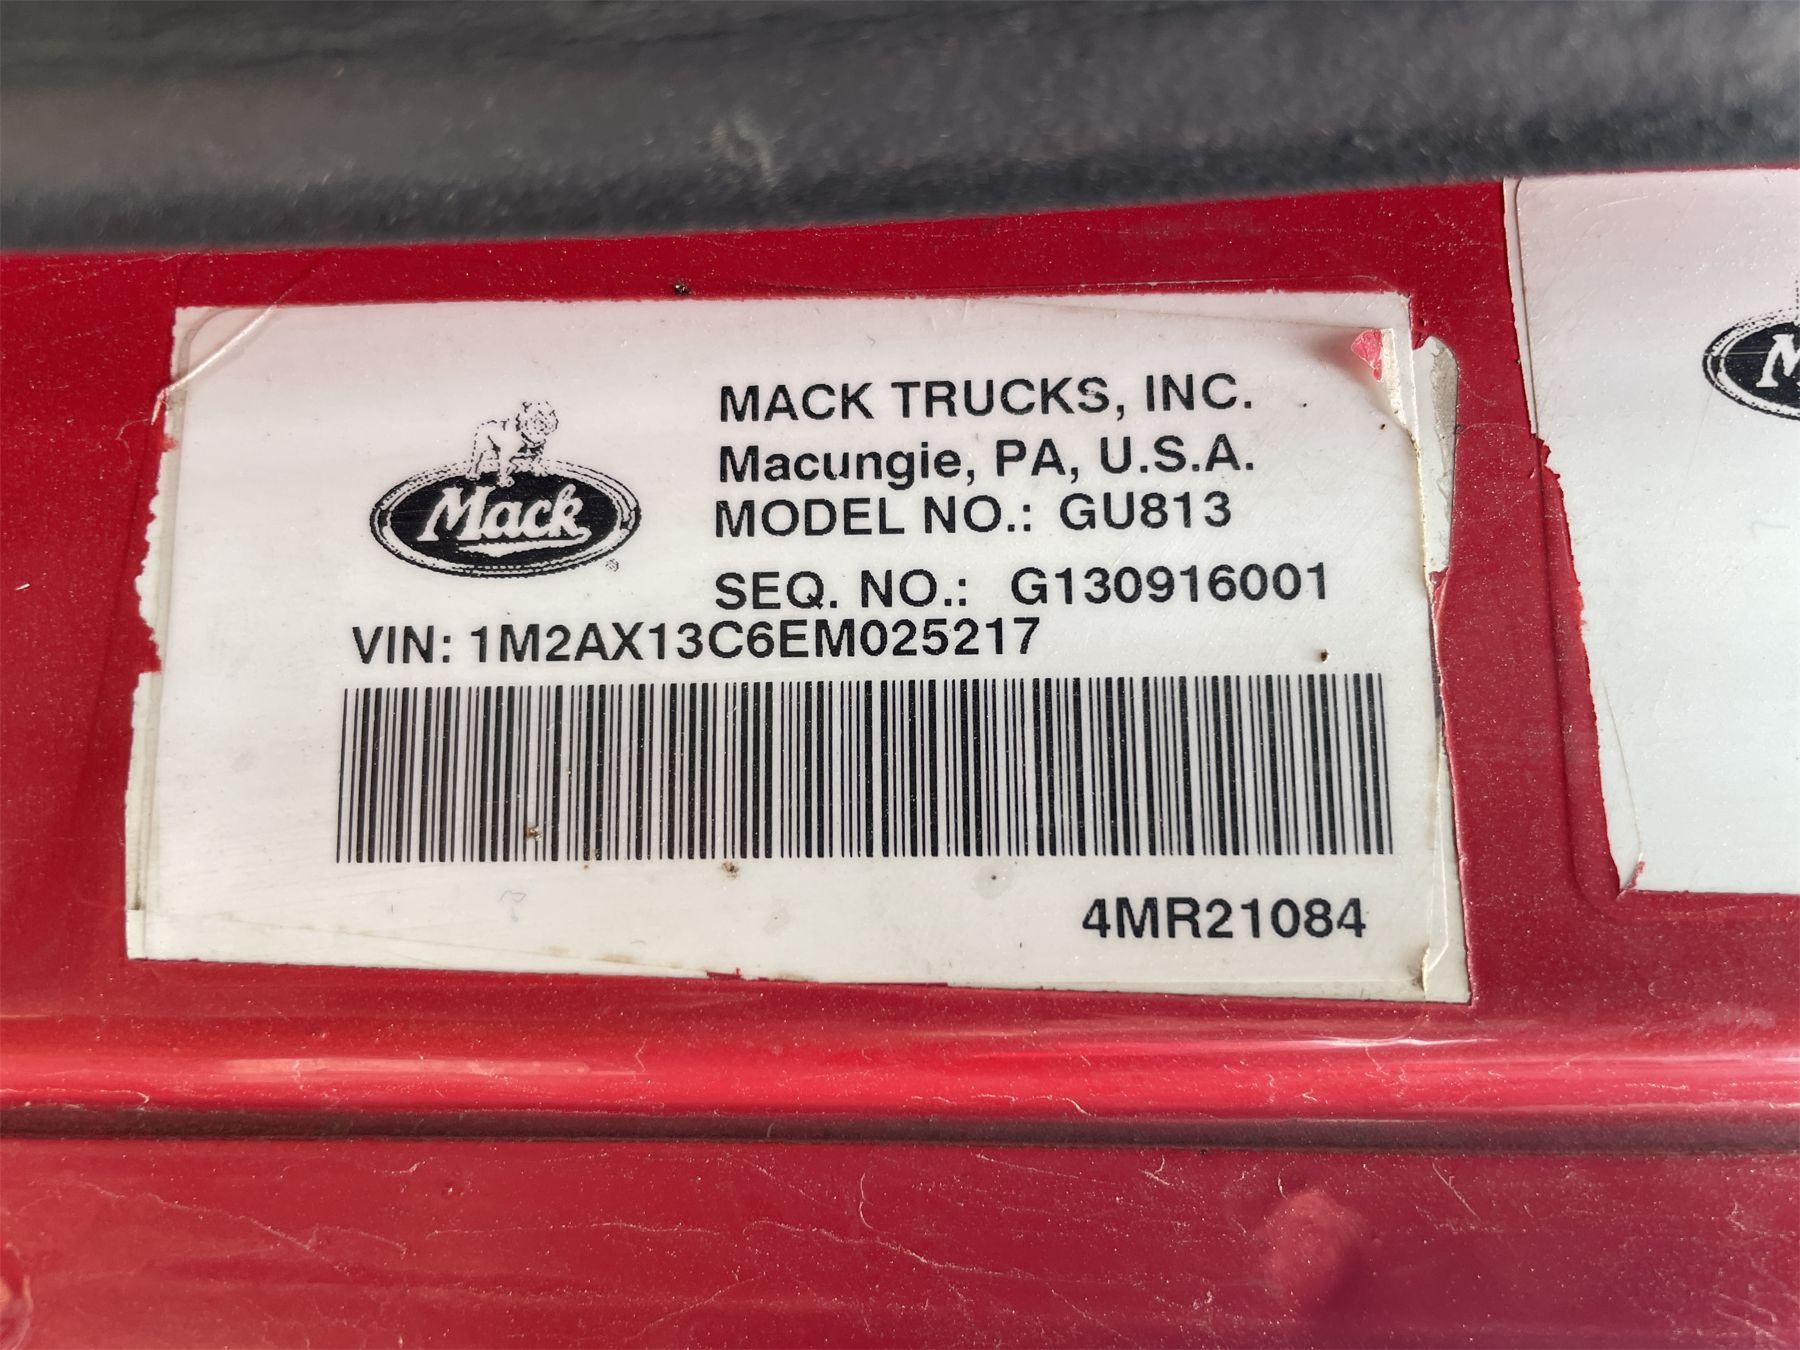 MACK TRUCKS, INC.
Macungie, PA, U.S.A.
MODEL NO.: GU813
Mack
®
SEQ. NO.: G130916001
VIN: 1M2AX13C6EM025217
4MR21084